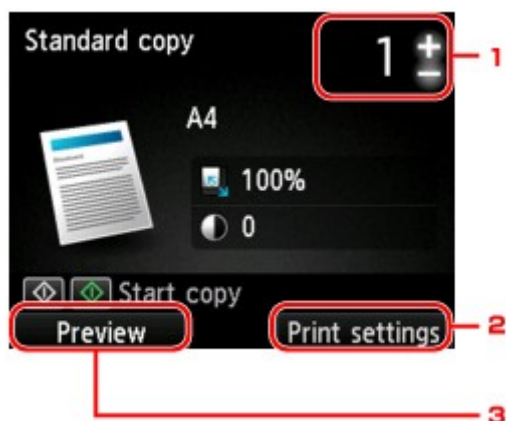 Standard copy
1 + −
1
A4
100%
0
Start copy
Preview
Print settings
2
3